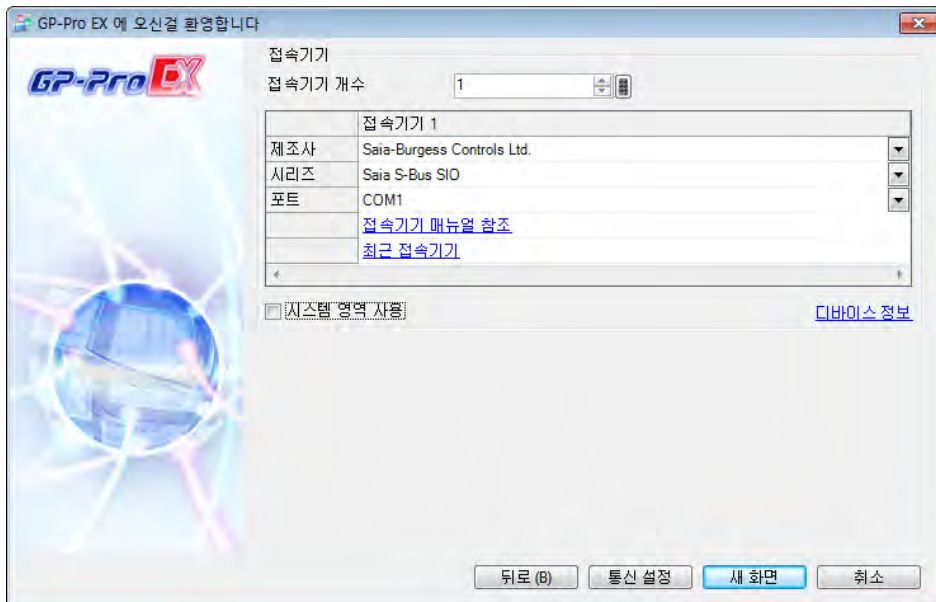 GP-Pro EX 에 오신걸 환영합니다
GP-Pro EX
접속기기
접속기기 개수 1
접속기기 1
제조사 Saia-Burgess Controls Ltd.
시리즈 Saia S-Bus SIO
포트 COM1
접속기기 매뉴얼 참조
최근 접속기기
시스템 영역 사용 디바이스 정보
뒤로 (B) 통신 설정 새 화면 취소